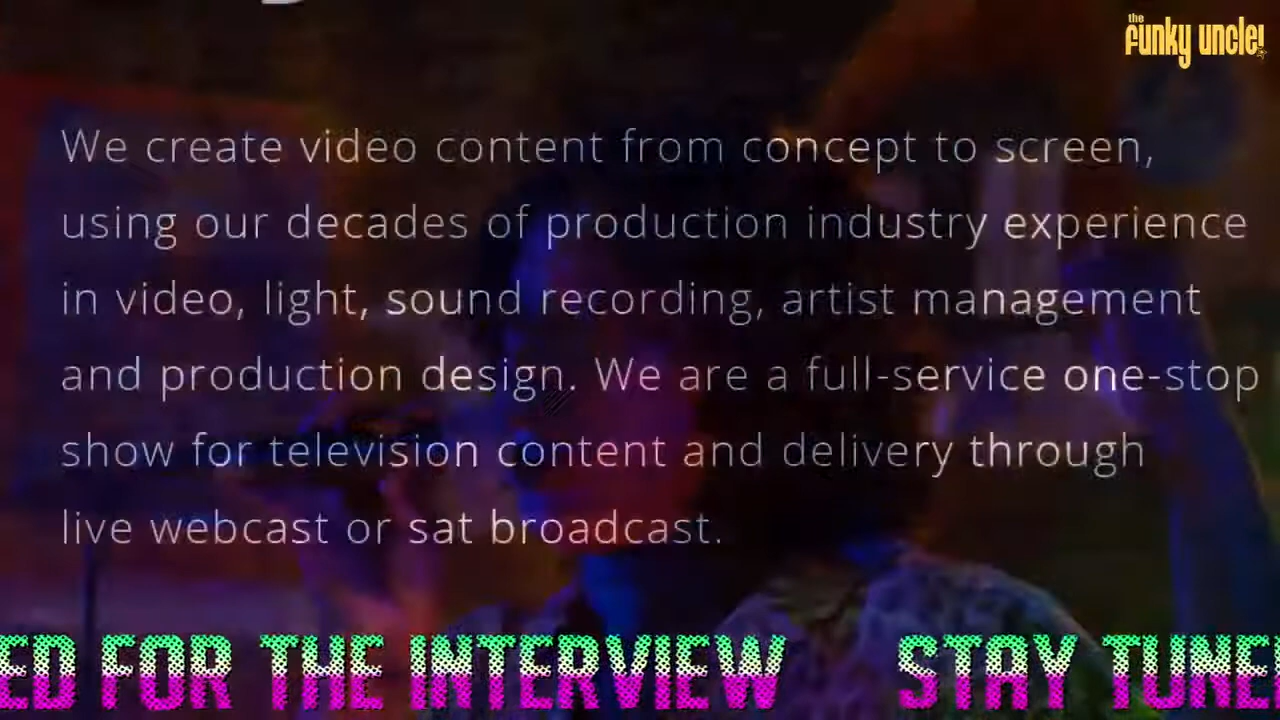 the
funky uncle!
We create video content from concept to screen,
using our decades of production industry experience
in video, light, sound recording, artist management
and production design. We are a full-service one-stop
show for television content and delivery through
live webcast or sat broadcast.
ED FOR THE INTERVIEW STAY TUNE